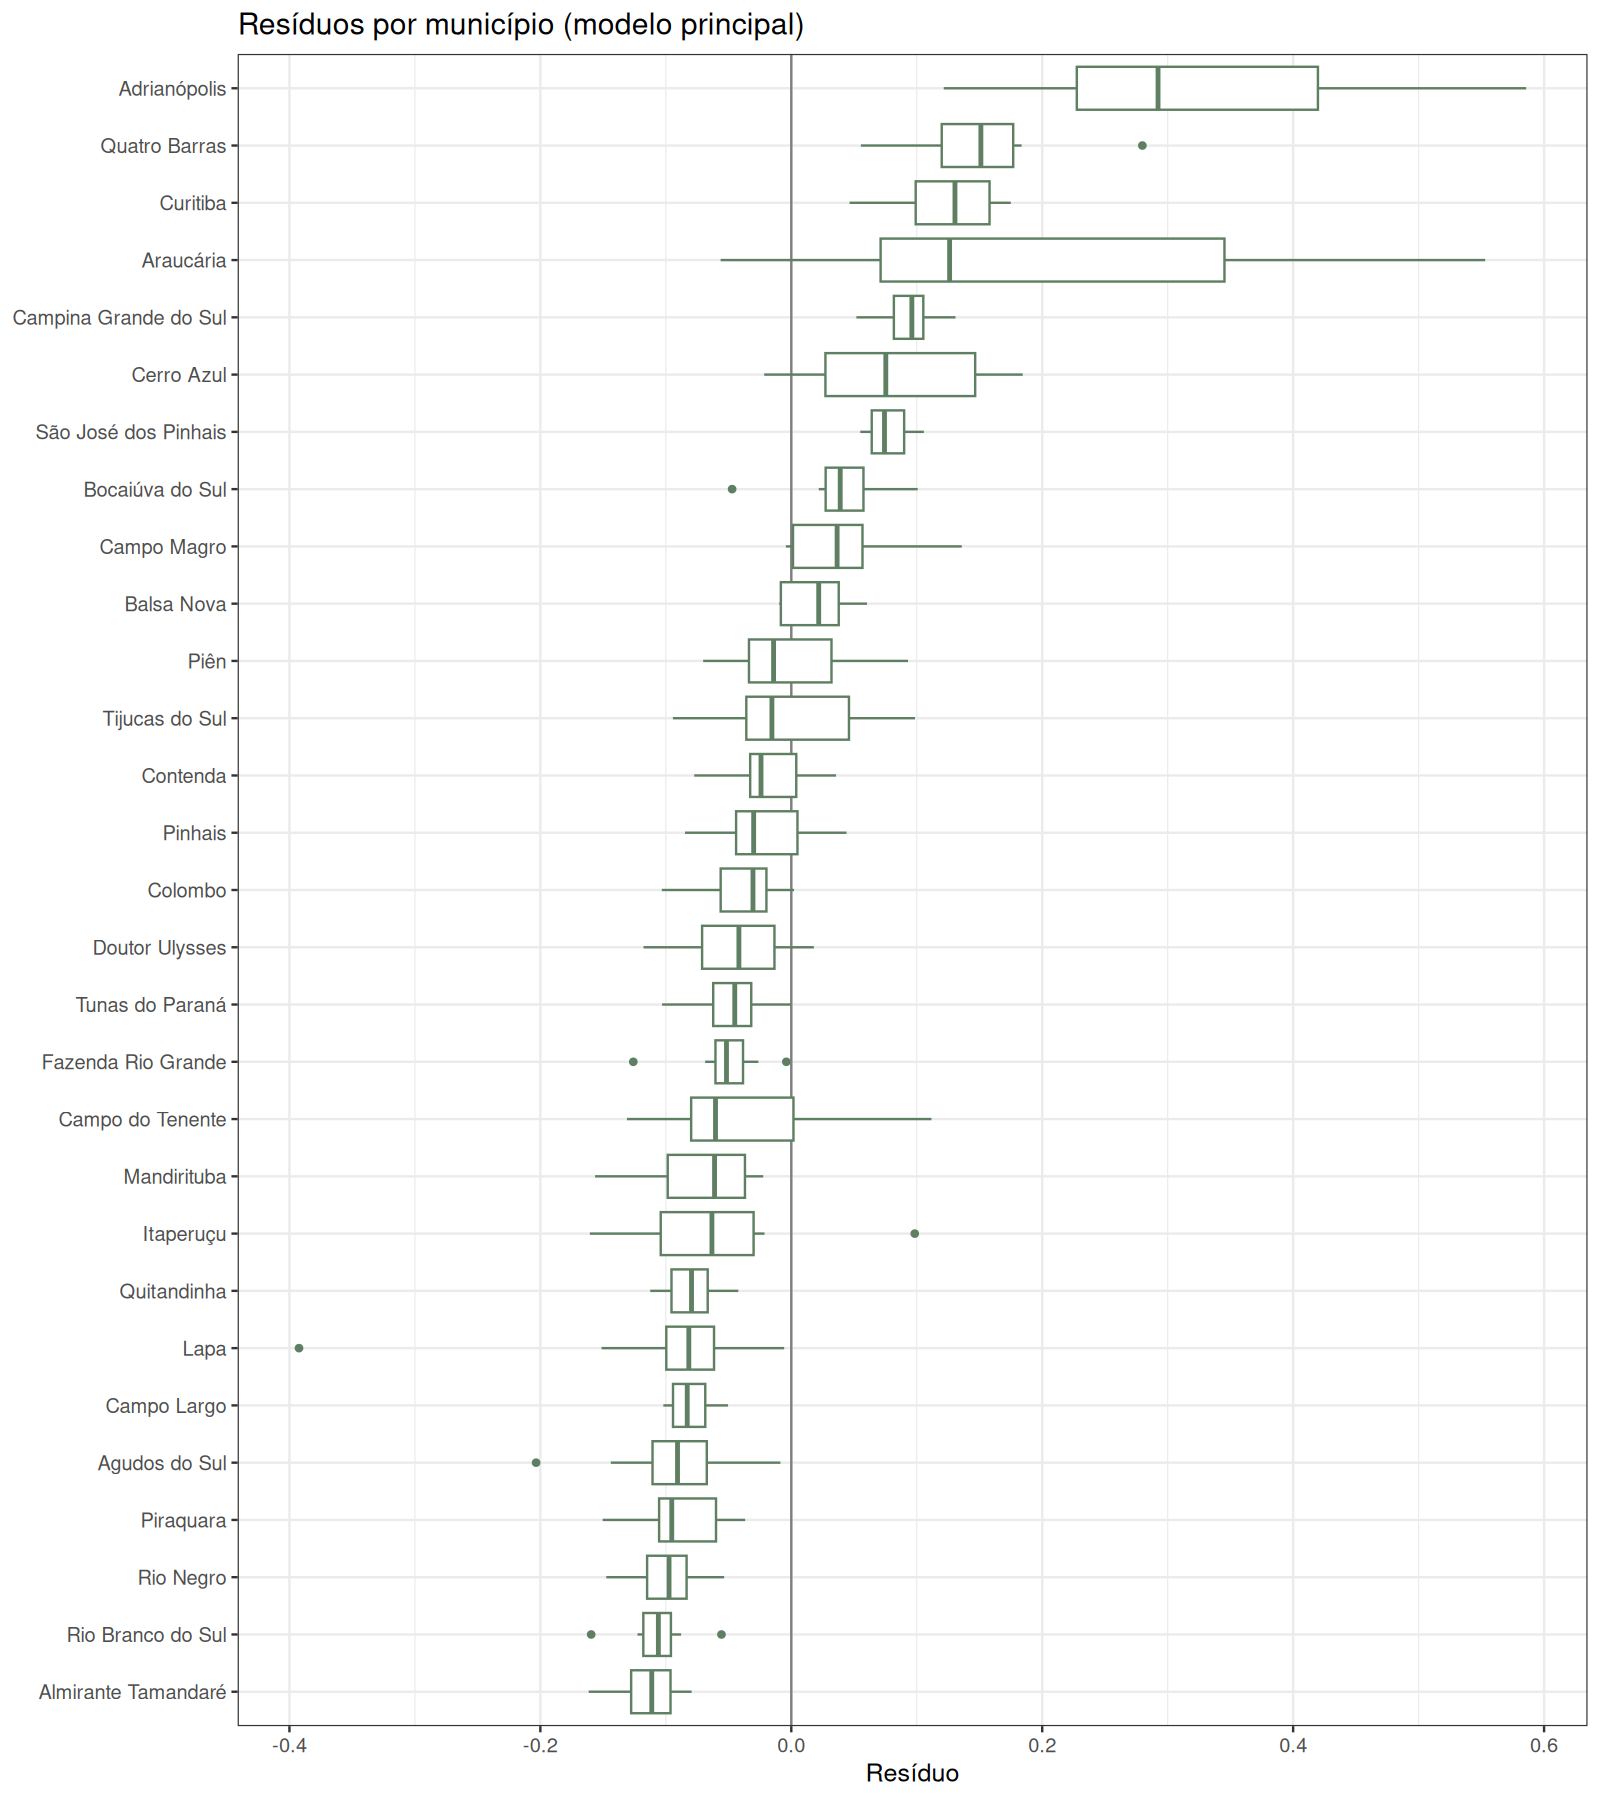 Resíduos por município (modelo principal)
Adrianópolis
Quatro Barras
Curitiba
Araucária
Campina Grande do Sul
Cerro Azul
São José dos Pinhais
Bocaiúva do Sul
Campo Magro
Balsa Nova
Piên
Tijucas do Sul
Contenda
Pinhais
Colombo
Doutor Ulysses
Tunas do Paraná
Fazenda Rio Grande
Campo do Tenente
Mandirituba
Itaperuçu
Quitandinha
Lapa
Campo Largo
Agudos do Sul
Piraquara
Rio Negro
Rio Branco do Sul
Almirante Tamandaré
-0.4 -0.2 0.0 0.2 0.4 0.6
Resíduo